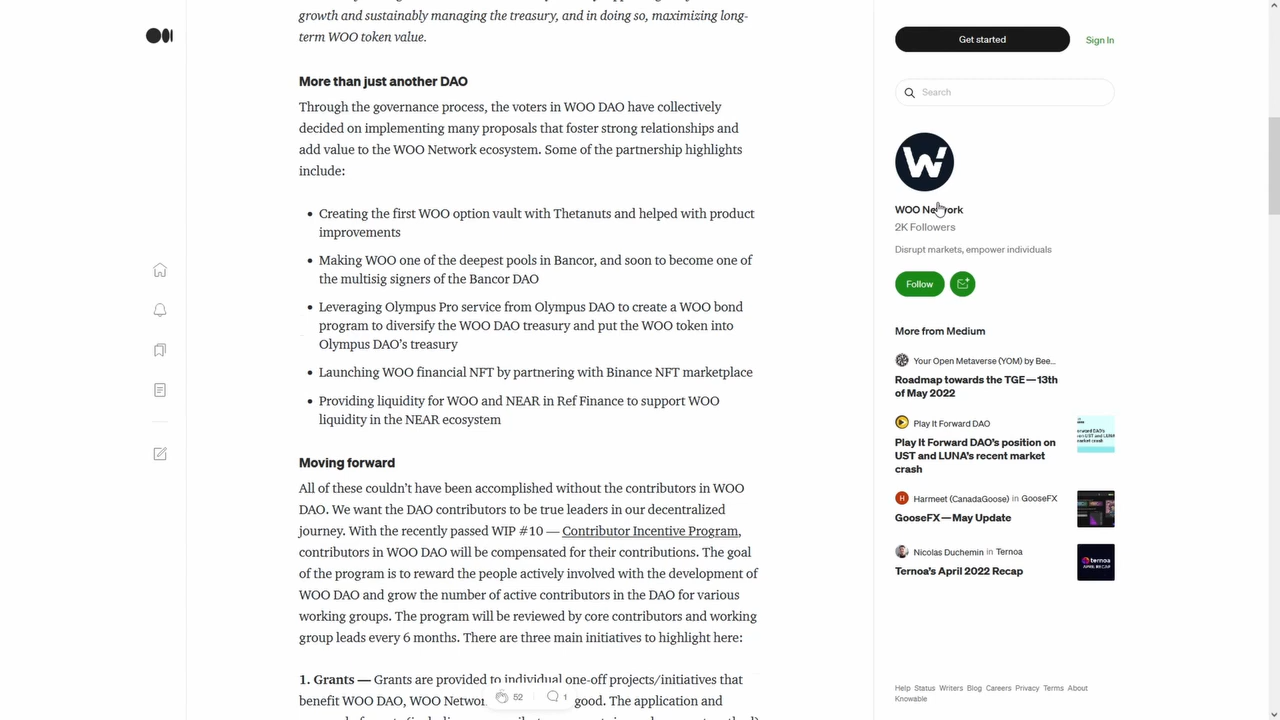 growth and sustainably managing the treasury, and in doing so, maximizing long-
term WOO token value.
More than just another DAO
Through the governance process, the voters in WOO DAO have collectively
decided on implementing many proposals that foster strong relationships and
add value to the WOO Network ecosystem. Some of the partnership highlights
include:
• Creating the first WOO option vault with Thetanuts and helped with product
improvements
• Making WOO one of the deepest pools in Bancor, and soon to become one of
the multisig signers of the Bancor DAO
• Leveraging Olympus Pro service from Olympus DAO to create a WOO bond
program to diversify the WOO DAO treasury and put the WOO token into
Olympus DAO’s treasury
• Launching WOO financial NFT by partnering with Binance NFT marketplace
• Providing liquidity for WOO and NEAR in Ref Finance to support WOO
liquidity in the NEAR ecosystem
Moving forward
All of these couldn’t have been accomplished without the contributors in WOO
DAO. We want the DAO contributors to be true leaders in our decentralized
journey. With the recently passed WIP #10 — Contributor Incentive Program,
contributors in WOO DAO will be compensated for their contributions. The goal
of the program is to reward the people actively involved with the development of
WOO DAO and grow the number of active contributors in the DAO for various
working groups. The program will be reviewed by core contributors and working
group leads every 6 months. There are three main initiatives to highlight here:
1. Grants — Grants are provided to individual one-off projects/initiatives that
benefit WOO DAO, WOO Networ good. The application and
52 1
Get started Sign In
Search
W
WOO Network
2K Followers
Disrupt markets, empower individuals
Follow
More from Medium
Your Open Metaverse (YOM) by Bee...
Roadmap towards the TGE — 13th
of May 2022
Play It Forward DAO
Play It Forward DAO’s position on
UST and LUNA’s recent market
crash
H Harmeet (CanadaGoose) in GooseFX
GooseFX — May Update
Nicolas Duchemin in Ternoa
Ternoa’s April 2022 Recap
ternoa
APRIL RECAP
Help Status Writers Blog Careers Privacy Terms About
Knowable